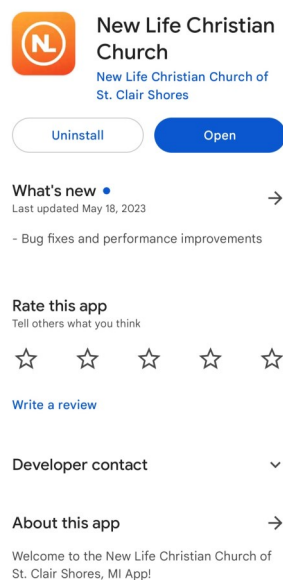 NL
New Life Christian
Church
New Life Christian Church of
St. Clair Shores
Uninstall
Open
What's new
Last updated May 18, 2023
- Bug fixes and performance improvements
Rate this app
Tell others what you think
Write a review
Developer contact
About this app
Welcome to the New Life Christian Church of
St. Clair Shores, MI App!